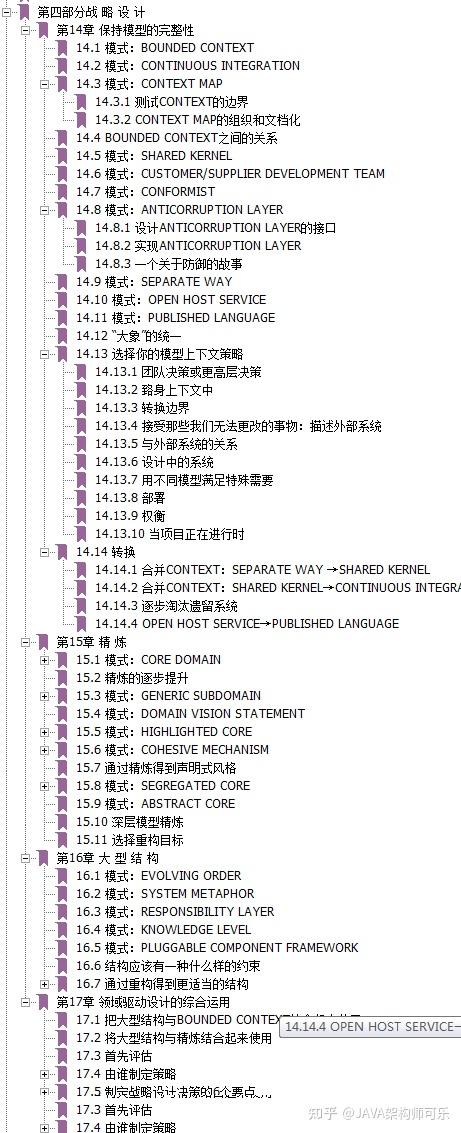 第四部分战 略 设 计
第14章 保持模型的完整性
14.1 模式：BOUNDED CONTEXT
14.2 模式：CONTINUOUS INTEGRATION
14.3 模式：CONTEXT MAP
14.3.1 测试CONTEXT的边界
14.3.2 CONTEXT MAP的组织和文档化
14.4 BOUNDED CONTEXT之间的关系
14.5 模式：SHARED KERNEL
14.6 模式：CUSTOMER/SUPPLIER DEVELOPMENT TEAM
14.7 模式：CONFORMIST
14.8 模式：ANTICORRUPTION LAYER
14.8.1 设计ANTICORRUPTION LAYER的接口
14.8.2 实现ANTICORRUPTION LAYER
14.8.3 一个关于防御的故事
14.9 模式：SEPARATE WAY
14.10 模式：OPEN HOST SERVICE
14.11 模式：PUBLISHED LANGUAGE
14.12 “大象”的统一
14.13 选择你的模型上下文策略
14.13.1 团队决策或更高层决策
14.13.2 臵身上下文中
14.13.3 转换边界
14.13.4 接受那些我们无法更改的事物：描述外部系统
14.13.5 与外部系统的关系
14.13.6 设计中的系统
14.13.7 用不同模型满足特殊需要
14.13.8 部署
14.13.9 权衡
14.13.10 当项目正在进行时
14.14 转换
14.14.1 合并CONTEXT：SEPARATE WAY →SHARED KERNEL
14.14.2 合并CONTEXT：SHARED KERNEL→CONTINUOUS INTEGRA
14.14.3 逐步淘汰遗留系统
14.14.4 OPEN HOST SERVICE→PUBLISHED LANGUAGE
第15章 精 炼
15.1 模式：CORE DOMAIN
15.2 精炼的逐步提升
15.3 模式：GENERIC SUBDOMAIN
15.4 模式：DOMAIN VISION STATEMENT
15.5 模式：HIGHLIGHTED CORE
15.6 模式：COHESIVE MECHANISM
15.7 通过精炼得到声明式风格
15.8 模式：SEGREGATED CORE
15.9 模式：ABSTRACT CORE
15.10 深层模型精炼
15.11 选择重构目标
第16章 大 型 结 构
16.1 模式：EVOLVING ORDER
16.2 模式：SYSTEM METAPHOR
16.3 模式：RESPONSIBILITY LAYER
16.4 模式：KNOWLEDGE LEVEL
16.5 模式：PLUGGABLE COMPONENT FRAMEWORK
16.6 结构应该有一种什么样的约束
16.7 通过重构得到更适当的结构
第17章 领域驱动设计的综合运用
17.1 把大型结构与BOUNDED CONTEXT
14.14.4 OPEN HOST SERVICE→
17.2 将大型结构与精炼结合起来使用
17.3 首先评估
17.4 由谁制定策略
17.5 制定战略设计决策的6个要点
17.3 首先评估
17.4 由谁制定策略
知乎 @JAVA架构师可乐